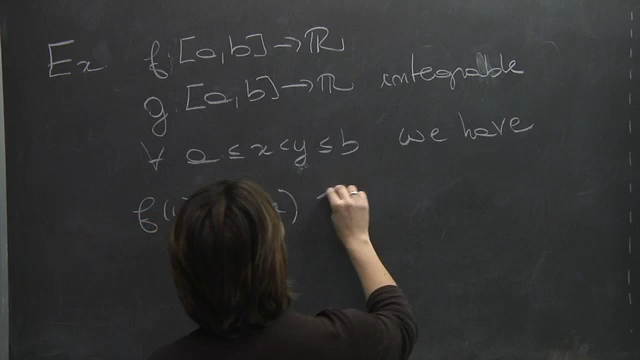 Ex f: [a,b] → ℝ
g: [a,b] → ℝ integrable
∀ a ≤ x < y ≤ b we have
f( )